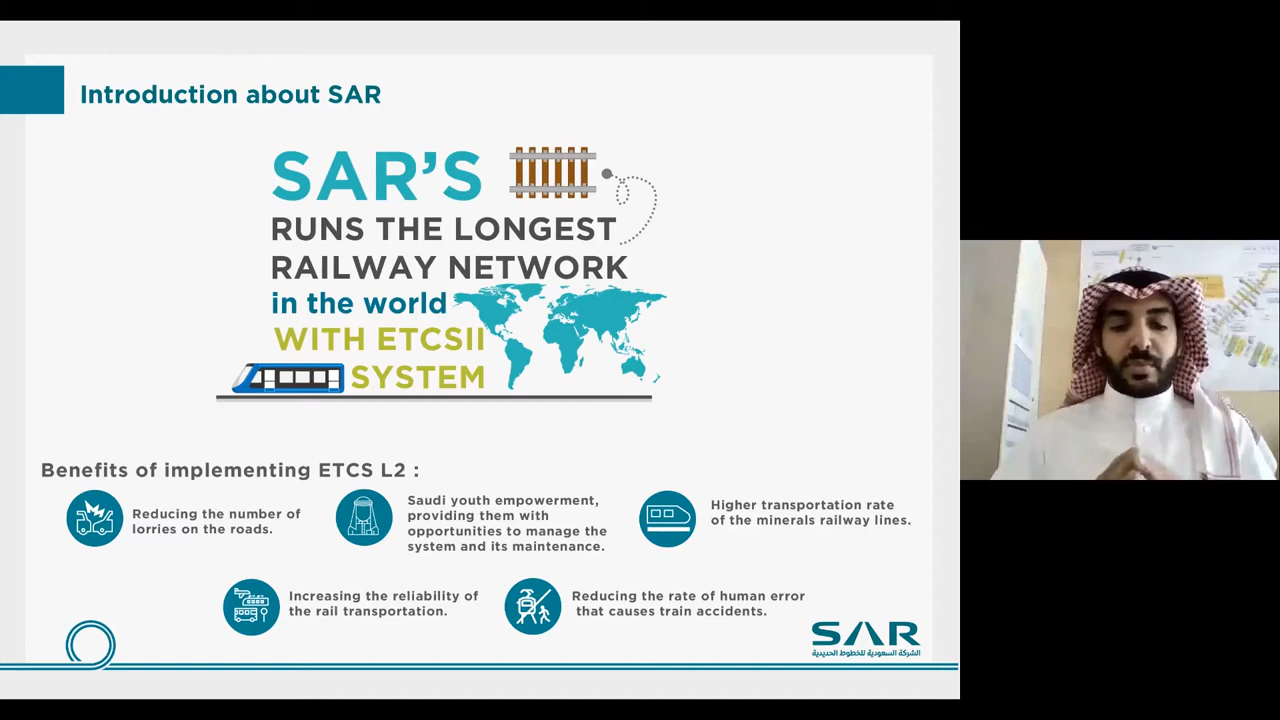 Introduction about SAR
SAR'S
RUNS THE LONGEST
RAILWAY NETWORK
in the world
WITH ETCSII
SYSTEM
Benefits of implementing ETCS L2 :
Reducing the number of
lorries on the roads.
Saudi youth empowerment,
providing them with
opportunities to manage the
system and its maintenance.
Higher transportation rate
of the minerals railway lines.
Increasing the reliability of
the rail transportation.
Reducing the rate of human error
that causes train accidents.
SAR
الشركة السعودية للخطوط الحديدية